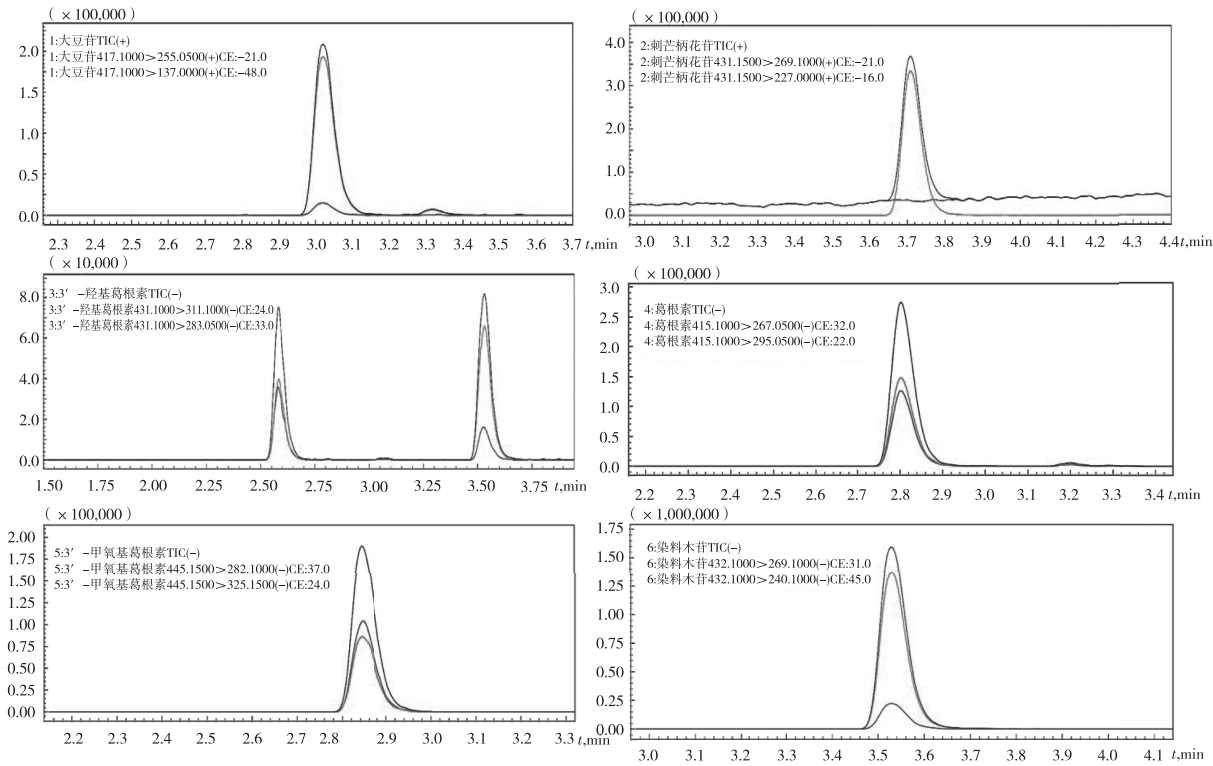 (×100,000)
1:大豆苷TIC(+)
1:大豆苷417.1000>255.0500(+)CE:-21.0
1:大豆苷417.1000>137.0000(+)CE:-48.0
2.0
1.5
1.0
0.5
0.0
2.3 2.4 2.5 2.6 2.7 2.8 2.9 3.0 3.1 3.2 3.3 3.4 3.5 3.6 3.7 t,min
(×100,000)
2:刺芒柄花苷TIC(+)
2:刺芒柄花苷431.1500>269.1000(+)CE:-21.0
2:刺芒柄花苷431.1500>227.0000(+)CE:-16.0
4.0
3.0
2.0
1.0
0.0
3.0 3.1 3.2 3.3 3.4 3.5 3.6 3.7 3.8 3.9 4.0 4.1 4.2 4.3 4.4 t,min
(×10,000)
3:3′ -羟基葛根素TIC(-)
3:3′ -羟基葛根素431.1000>311.1000(-)CE:24.0
3:3′ -羟基葛根素431.1000>283.0500(-)CE:33.0
8.0
6.0
4.0
2.0
0.0
1.50 1.75 2.00 2.25 2.50 2.75 3.00 3.25 3.50 3.75 t,min
(×100,000)
4:葛根素TIC(-)
4:葛根素415.1000>267.0500(-)CE:32.0
4:葛根素415.1000>295.0500(-)CE:22.0
3.0
2.5
2.0
1.5
1.0
0.5
0.0
2.2 2.3 2.4 2.5 2.6 2.7 2.8 2.9 3.0 3.1 3.2 3.3 3.4 t,min
(×100,000)
5:3′ -甲氧基葛根素TIC(-)
5:3′ -甲氧基葛根素445.1500>282.1000(-)CE:37.0
5:3′ -甲氧基葛根素445.1500>325.1500(-)CE:24.0
2.00
1.75
1.50
1.25
1.00
0.75
0.50
0.25
0.00
2.2 2.3 2.4 2.5 2.6 2.7 2.8 2.9 3.0 3.1 3.2 3.3 t,min
(×1,000,000)
6:染料木苷TIC(-)
6:染料木苷432.1000>269.1000(-)CE:31.0
6:染料木苷432.1000>240.1000(-)CE:45.0
1.75
1.50
1.25
1.00
0.75
0.50
0.25
0.00
3.0 3.1 3.2 3.3 3.4 3.5 3.6 3.7 3.8 3.9 4.0 4.1 t,min